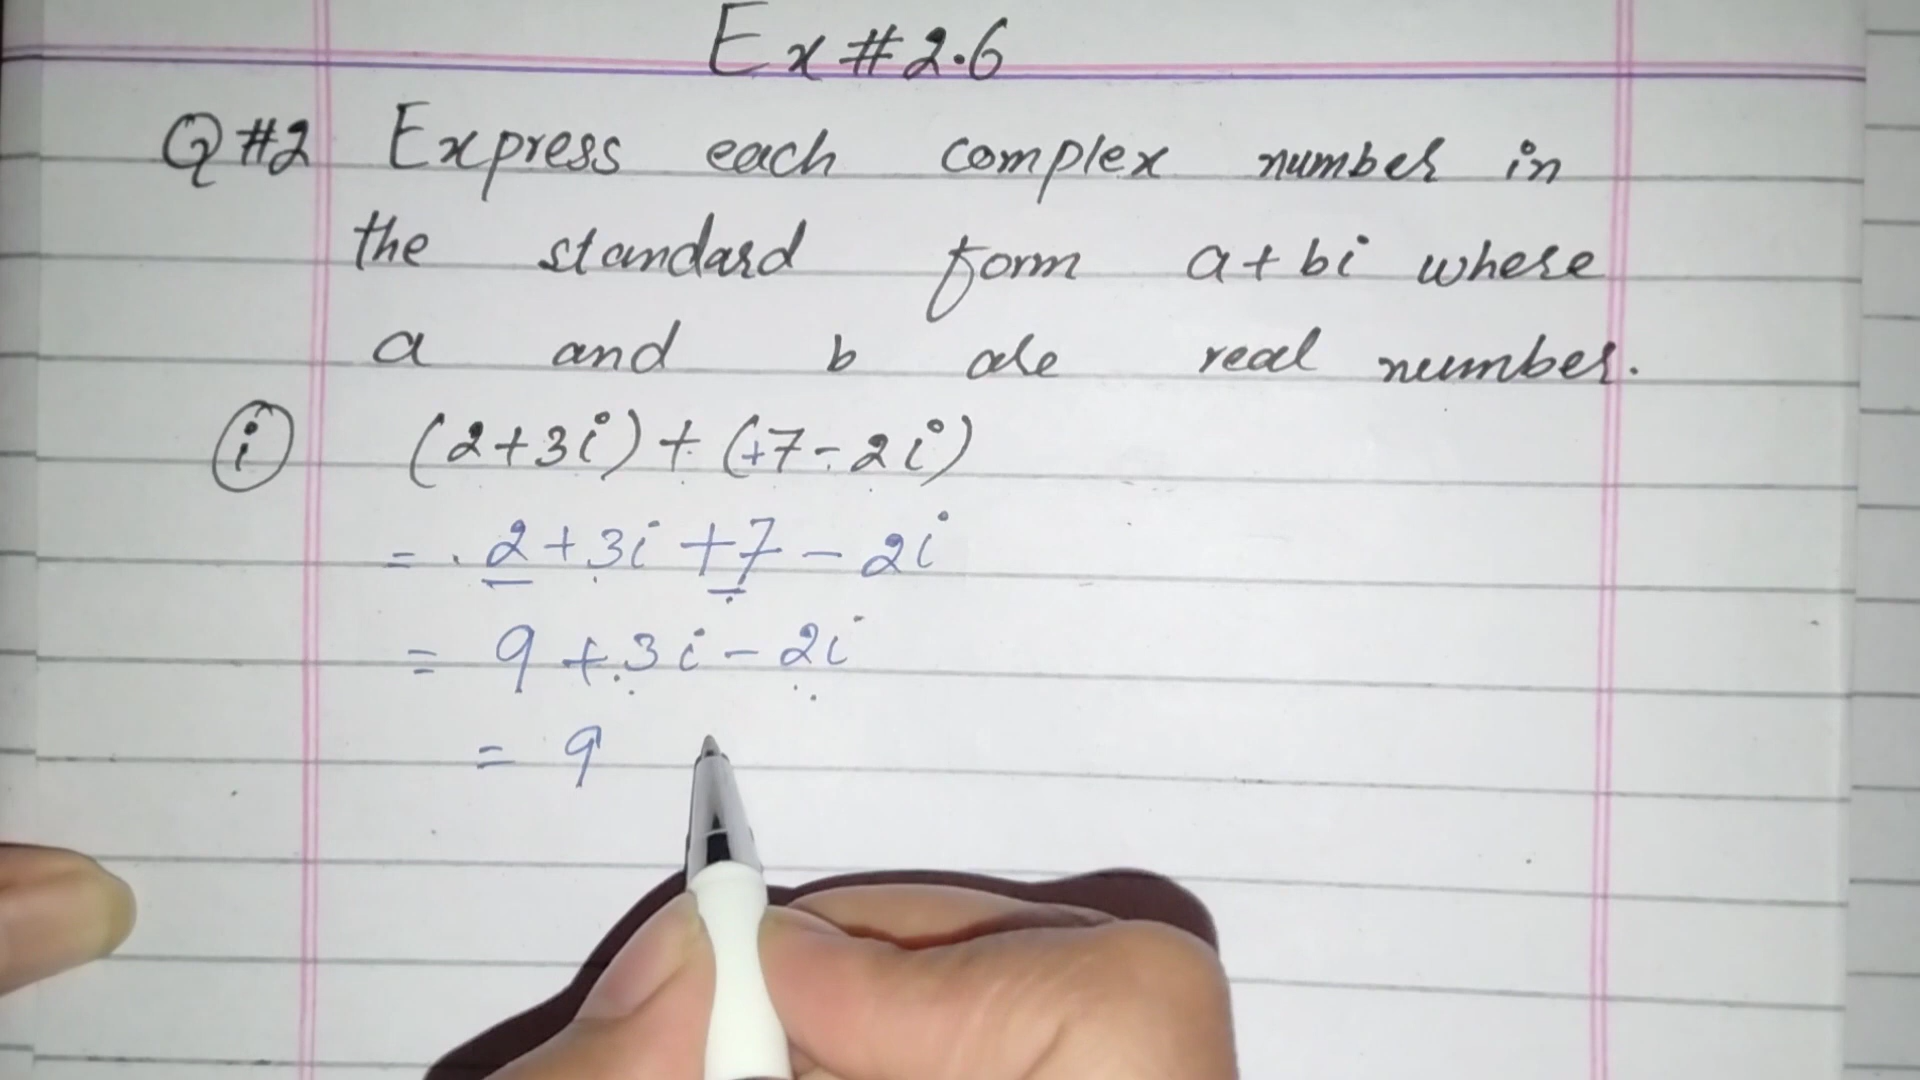 Ex#2.6
Q#2 Express each complex number in
the standard form a+bi where
a and b are real number.
(i) (2+3i)+(+7-2i)
= 2+3i+7-2i
= 9+3i-2i
= 9